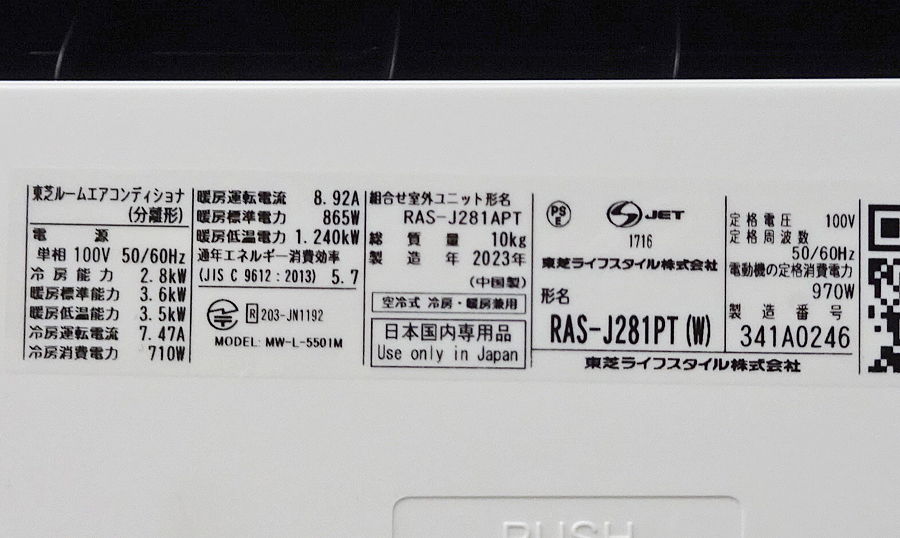 東芝ルームエアコンディショナ
(分離形)
電 源
単相 100V 50/60Hz
冷房能力 2.8kW
暖房標準能力 3.6kW
暖房低温能力 3.5kW
冷房運転電流 7.47A
冷房消費電力 710W
暖房運転電流 8.92A
暖房標準電力 865W
暖房低温電力 1.240kW
通年エネルギー消費効率
(JIS C 9612:2013) 5.7
R 203-JN1192
MODEL: MW-L-5501M
組合せ室外ユニット形名
RAS-J281APT
総質量 10kg
製造年 2023年
(中国製)
空冷式 冷房・暖房兼用
日本国内専用品
Use only in Japan
PS
E
JET
1716
東芝ライフスタイル株式会社
形名
RAS-J281PT(W)
定格電圧 100V
定格周波数
50/60Hz
電動機の定格消費電力
970W
製造番号
341A0246
東芝ライフスタイル株式会社
PUSH